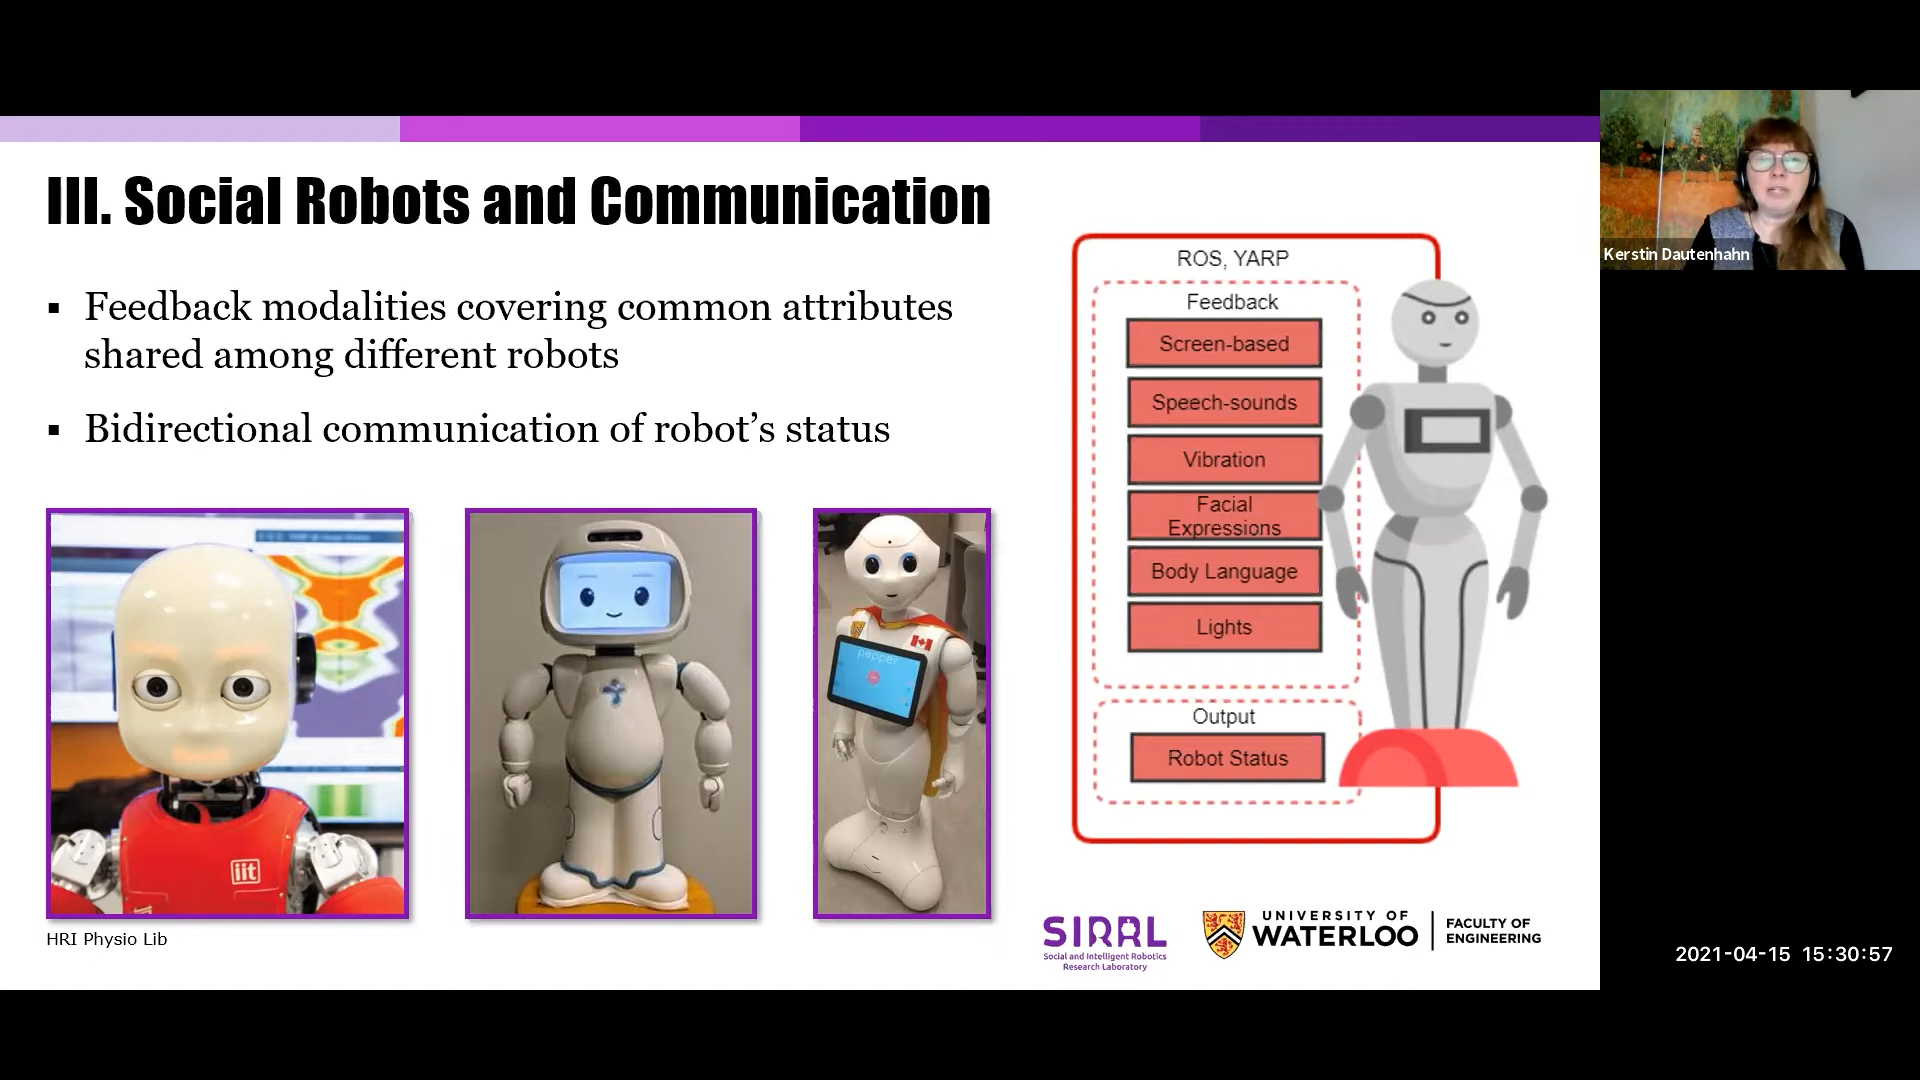 III. Social Robots and Communication
▪ Feedback modalities covering common attributes
shared among different robots
▪ Bidirectional communication of robot’s status
ROS, YARP
Feedback
Screen-based
Speech-sounds
Vibration
Facial
Expressions
Body Language
Lights
Output
Robot Status
iit
pepper
HRI Physio Lib
SIRRL
Social and Intelligent Robotics
Research Laboratory
UNIVERSITY OF
WATERLOO
FACULTY OF
ENGINEERING
Kerstin Dautenhahn
2021-04-15 15:30:57